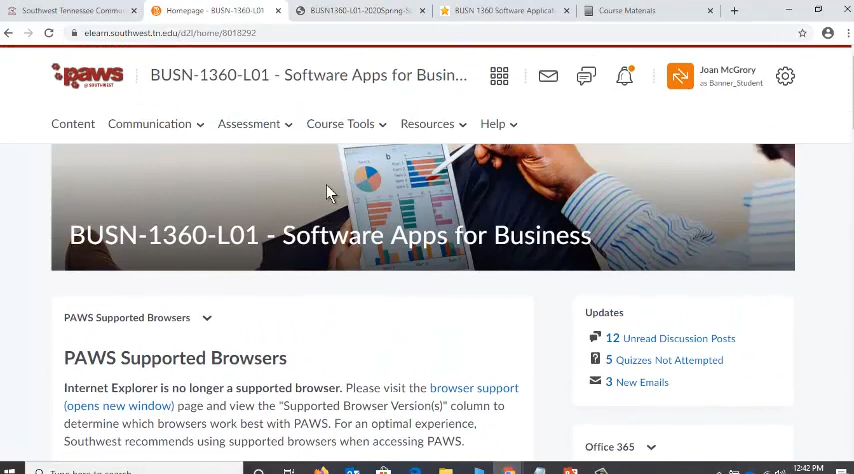 Southwest Tennessee Commu
Homepage - BUSN-1360-L01
BUSN1360-L01-2020Spring-S
BUSN 1360 Software Applicat
Course Materials
elearn.southwest.tn.edu/d2l/home/8018292
paws
@ SOUTHWEST
BUSN-1360-L01 - Software Apps for Busin...
Joan McGrory
as Banner_Student
Content Communication Assessment Course Tools Resources Help
BUSN-1360-L01 - Software Apps for Business
PAWS Supported Browsers
PAWS Supported Browsers
Internet Explorer is no longer a supported browser. Please visit the browser support
(opens new window) page and view the "Supported Browser Version(s)" column to
determine which browsers work best with PAWS. For an optimal experience,
Southwest recommends using supported browsers when accessing PAWS.
Updates
12 Unread Discussion Posts
5 Quizzes Not Attempted
3 New Emails
Office 365
Type here to search
12:42 PM